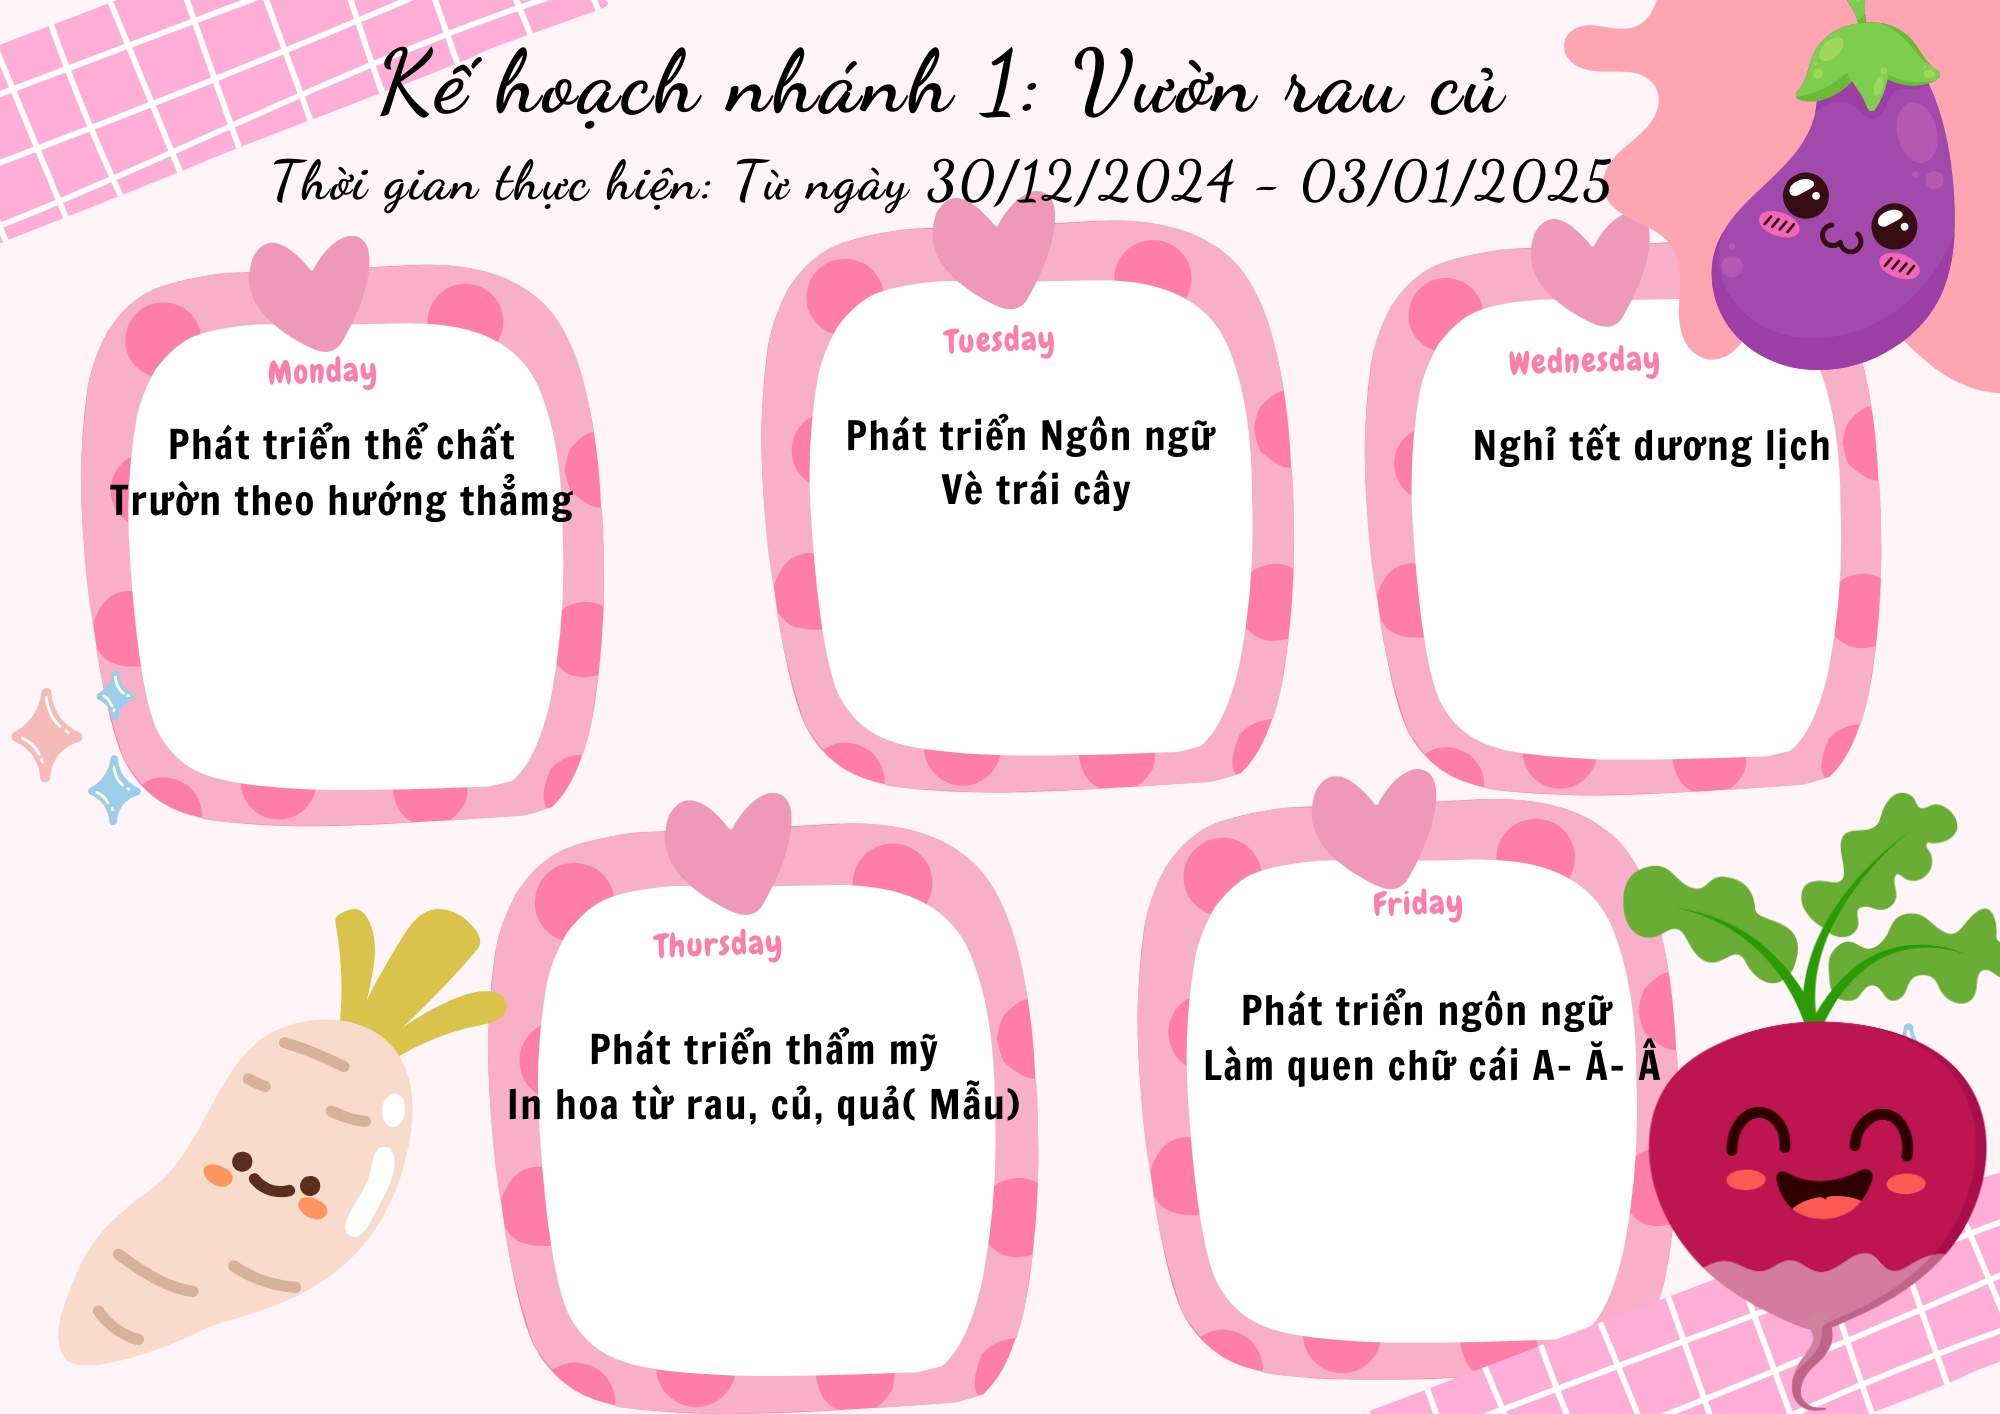 Kế hoạch nhánh 1: Vườn rau củ
Thời gian thực hiện: Từ ngày 30/12/2024 - 03/01/2025
Monday
Phát triển thể chất
Trườn theo hướng thẳmg
Tuesday
Phát triển Ngôn ngữ
Vè trái cây
Wednesday
Nghỉ tết dương lịch
Thursday
Phát triển thẩm mỹ
In hoa từ rau, củ, quả( Mẫu)
Friday
Phát triển ngôn ngữ
Làm quen chữ cái A- Ă- Â